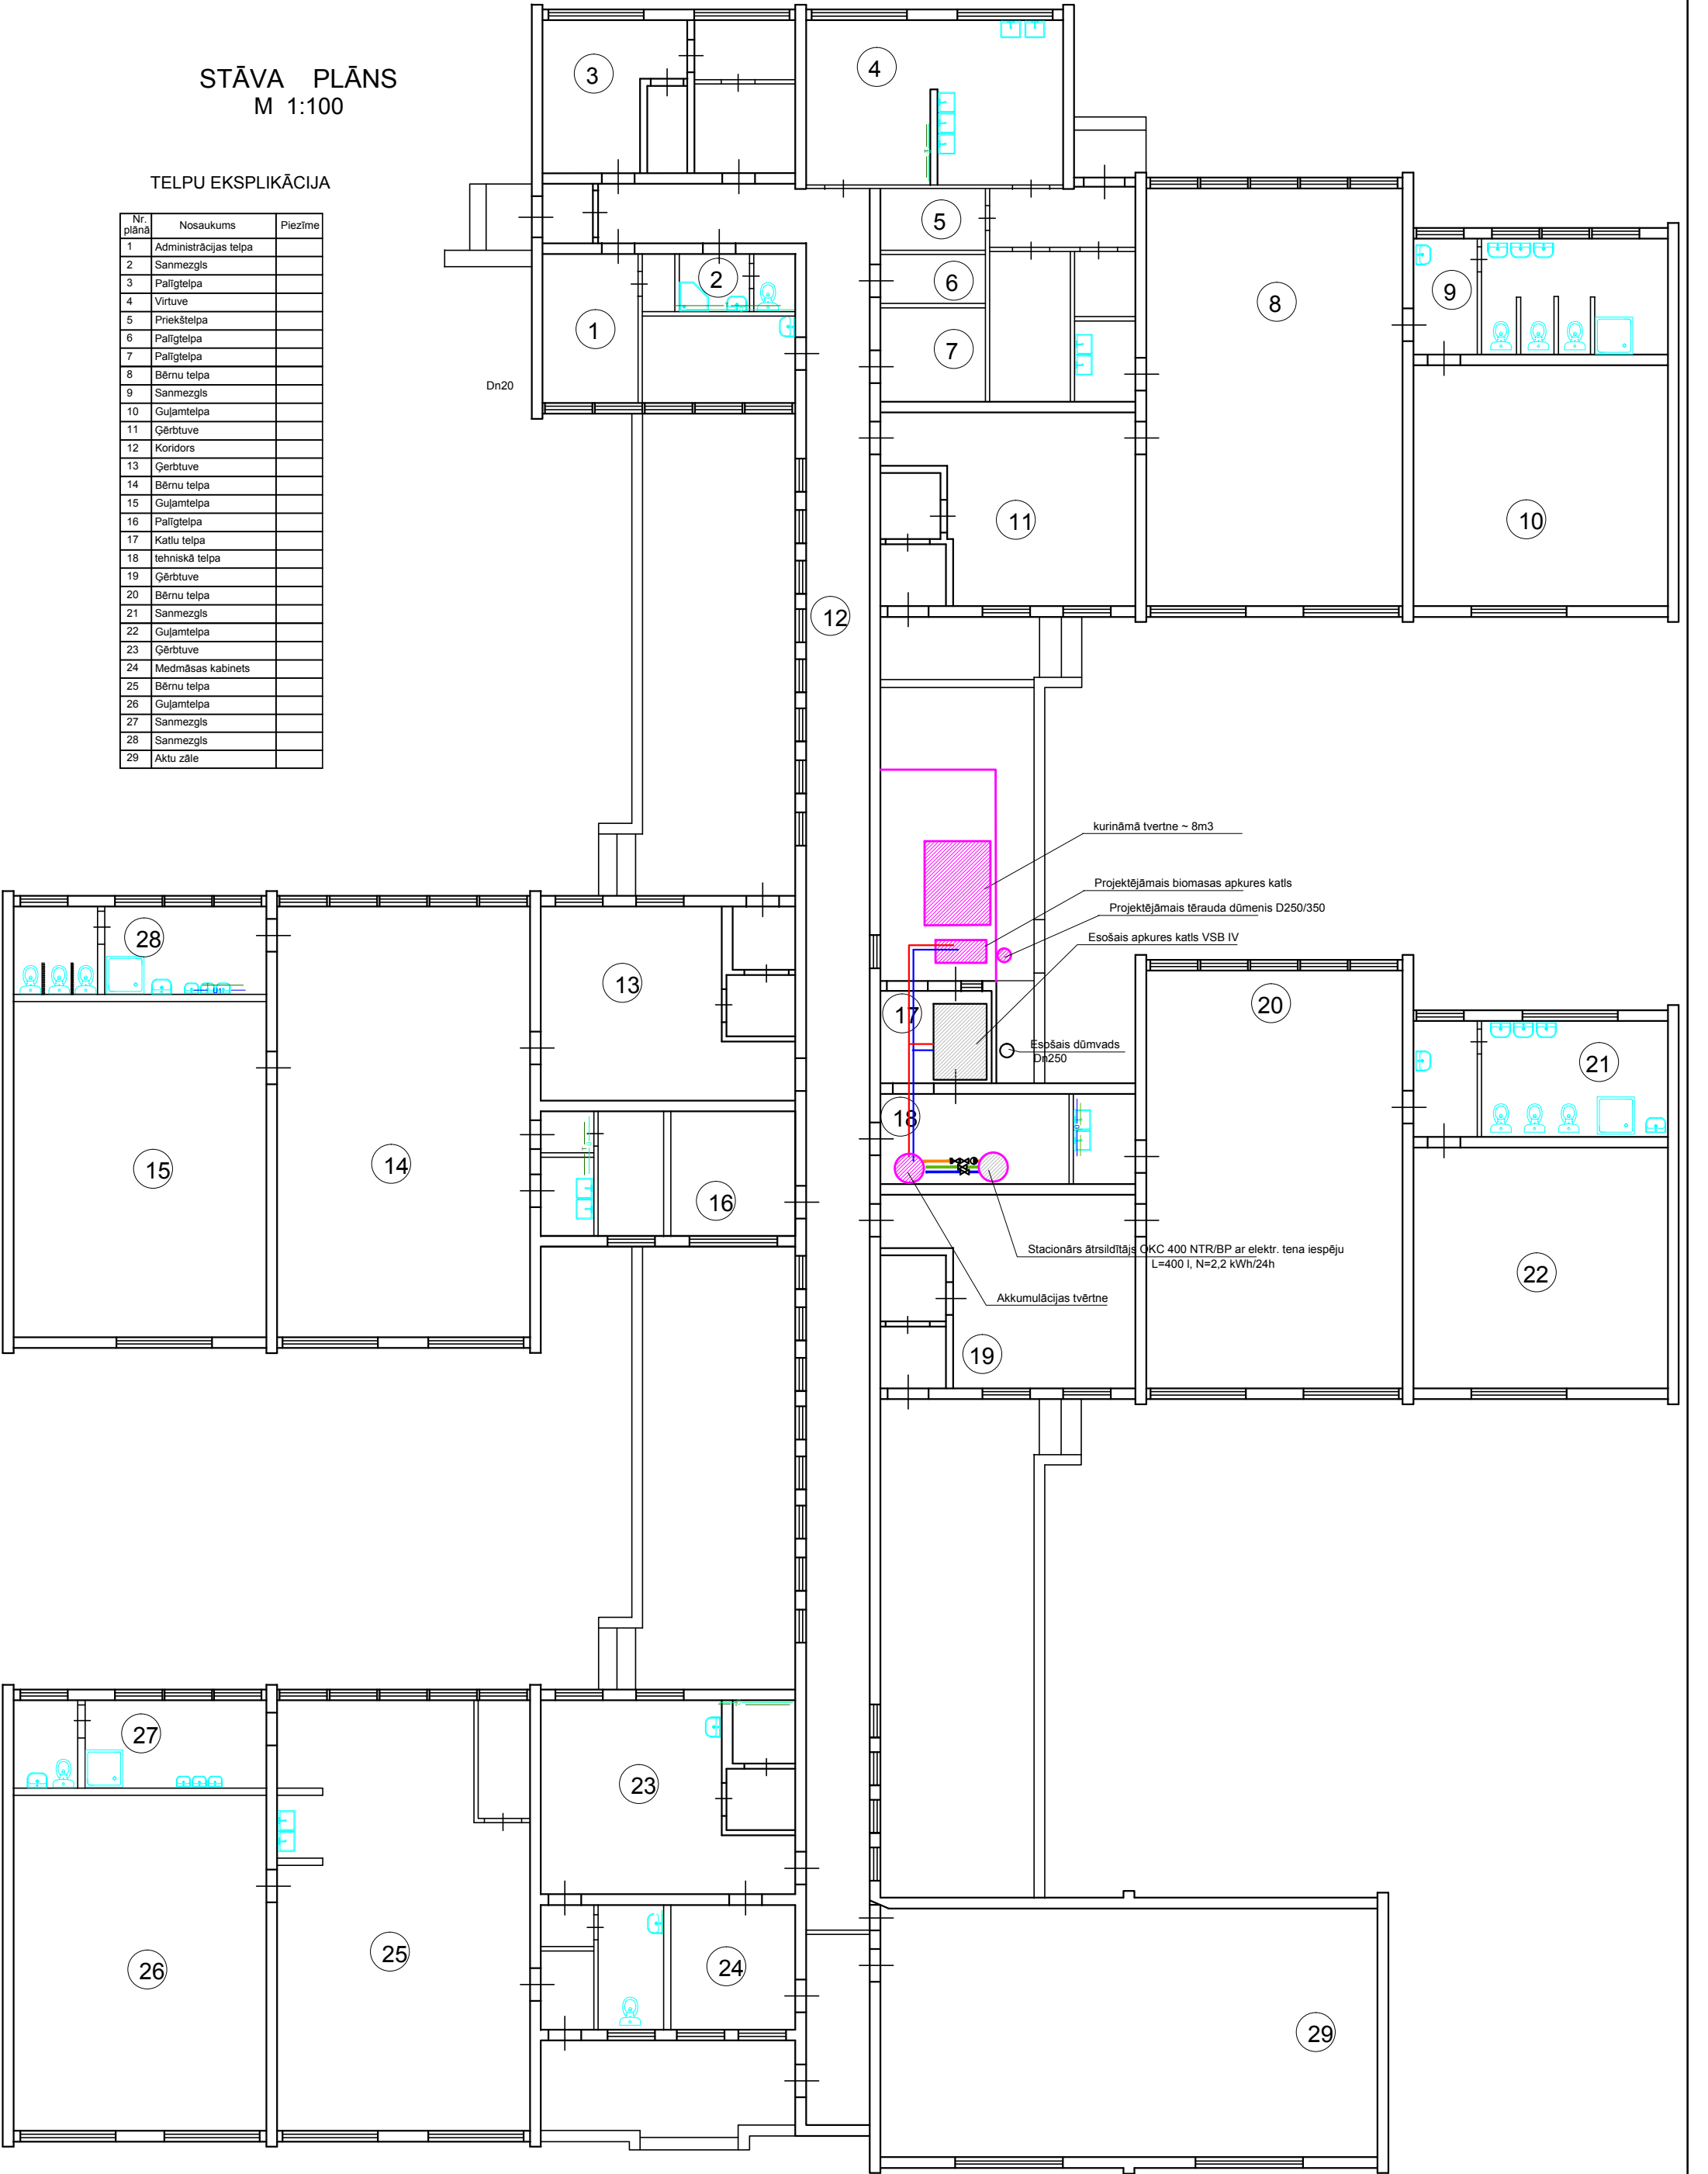 STĀVA PLĀNS
M 1:100
TELPU EKSPLIKĀCIJA
Nr. plānā Nosaukums Piezīme
1 Administrācijas telpa
2 Sanmezgls
3 Palīgtelpa
4 Virtuve
5 Priekštelpa
6 Palīgtelpa
7 Palīgtelpa
8 Bērnu telpa
9 Sanmezgls
10 Guļamtelpa
11 Ģērbtuve
12 Koridors
13 Ģerbtuve
14 Bērnu telpa
15 Guļamtelpa
16 Palīgtelpa
17 Katlu telpa
18 tehniskā telpa
19 Ģērbtuve
20 Bērnu telpa
21 Sanmezgls
22 Guļamtelpa
23 Ģērbtuve
24 Medmāsas kabinets
25 Bērnu telpa
26 Guļamtelpa
27 Sanmezgls
28 Sanmezgls
29 Aktu zāle
3
4
5
2
6
9
8
1
7
Dn20
10
11
12
kurināmā tvertne ~ 8m3
Projektējāmais biomasas apkures katls
Projektējāmais tērauda dūmenis D250/350
Esošais apkures katls VSB IV
28
13
20
17
Esošais dūmvads
Dn250
21
18
15
14
16
Stacionārs ātrsildītājs OKC 400 NTR/BP ar elektr. tena iespēju
L=400 l, N=2,2 kWh/24h
22
Akkumulācijas tvērtne
19
27
23
25
26
24
29